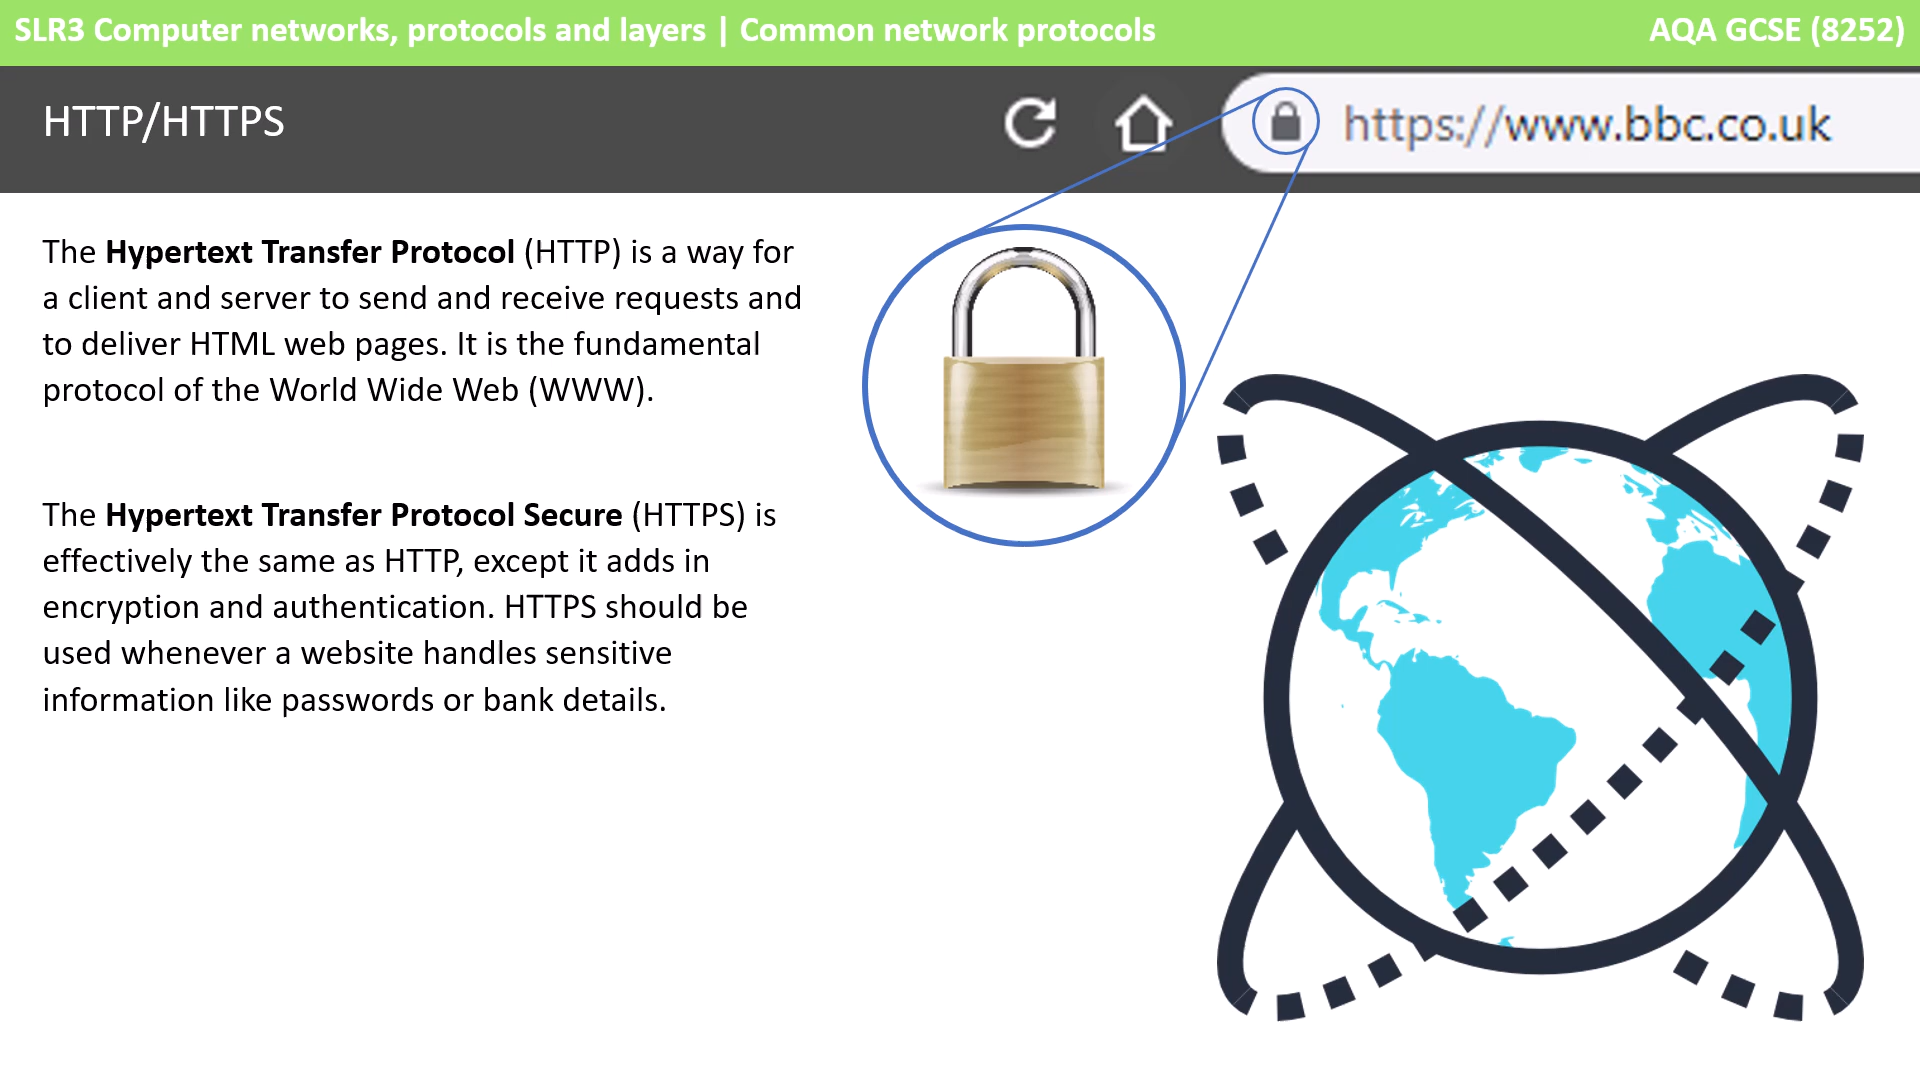 SLR3 Computer networks, protocols and layers | Common network protocols
AQA GCSE (8252)
HTTP/HTTPS
https://www.bbc.co.uk
The Hypertext Transfer Protocol (HTTP) is a way for
a client and server to send and receive requests and
to deliver HTML web pages. It is the fundamental
protocol of the World Wide Web (WWW).
The Hypertext Transfer Protocol Secure (HTTPS) is
effectively the same as HTTP, except it adds in
encryption and authentication. HTTPS should be
used whenever a website handles sensitive
information like passwords or bank details.